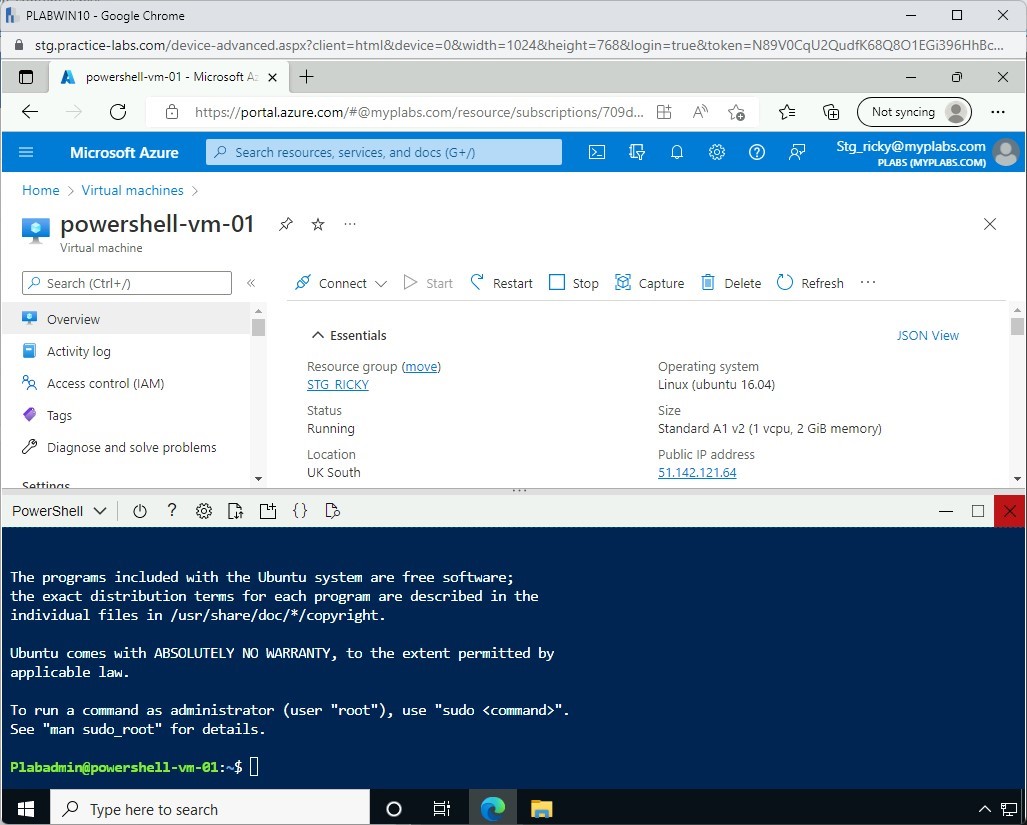 PLABWIN10 - Google Chrome
stg.practice-labs.com/device-advanced.aspx?client=html&device=0&width=1024&height=768&login=true&token=N89V0CqU2QudfK68Q8O1EGi396HhBc...
powershell-vm-01 - Microsoft Az
https://portal.azure.com/#@myplabs.com/resource/subscriptions/709d...
Not syncing
Microsoft Azure
Search resources, services, and docs (G+/)
Stg_ricky@myplabs.com
PLABS (MYPLABS.COM)
Home > Virtual machines >
powershell-vm-01
Virtual machine
Search (Ctrl+/)
Connect
Start
Restart
Stop
Capture
Delete
Refresh
Overview
Activity log
Access control (IAM)
Tags
Diagnose and solve problems
Settings
Essentials
JSON View
Resource group (move)
STG_RICKY
Status
Running
Location
UK South
Operating system
Linux (ubuntu 16.04)
Size
Standard A1 v2 (1 vcpu, 2 GiB memory)
Public IP address
51.142.121.64
PowerShell
The programs included with the Ubuntu system are free software;
the exact distribution terms for each program are described in the
individual files in /usr/share/doc/*/copyright.
Ubuntu comes with ABSOLUTELY NO WARRANTY, to the extent permitted by
applicable law.
To run a command as administrator (user "root"), use "sudo <command>".
See "man sudo_root" for details.
Plabadmin@powershell-vm-01:~$
Type here to search